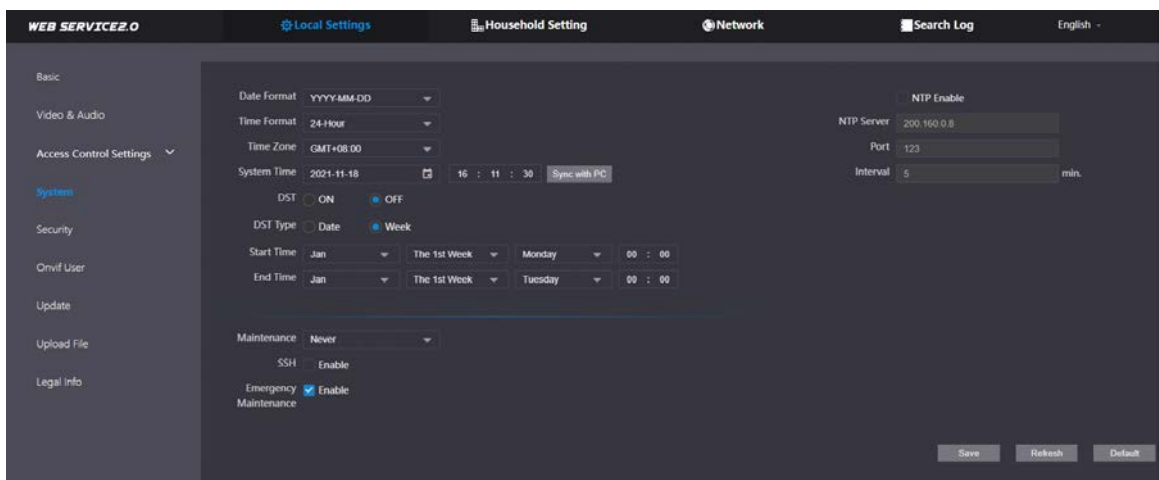 WEB SERVICE2.0 Local Settings Household Setting Network Search Log English
Basic
Video & Audio
Access Control Settings
System
Security
Onvif User
Update
Upload File
Legal Info
Date Format YYYY-MM-DD
Time Format 24-Hour
Time Zone GMT+08:00
System Time 2021-11-18 16 : 11 : 30 Sync with PC
DST ON OFF
DST Type Date Week
Start Time Jan The 1st Week Monday 00 : 00
End Time Jan The 1st Week Tuesday 00 : 00
Maintenance Never
SSH Enable
Emergency Maintenance Enable
NTP Enable
NTP Server 200.160.0.8
Port 123
Interval 5 min.
Save Refresh Default